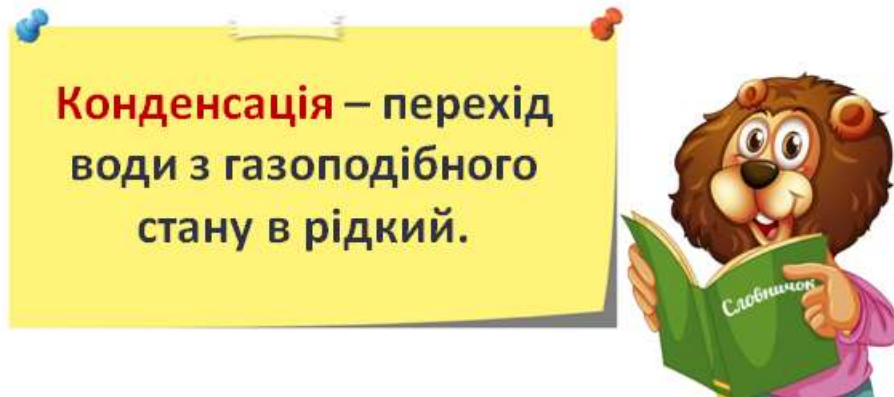 Конденсація – перехід
води з газоподібного
стану в рідкий.
Словничок